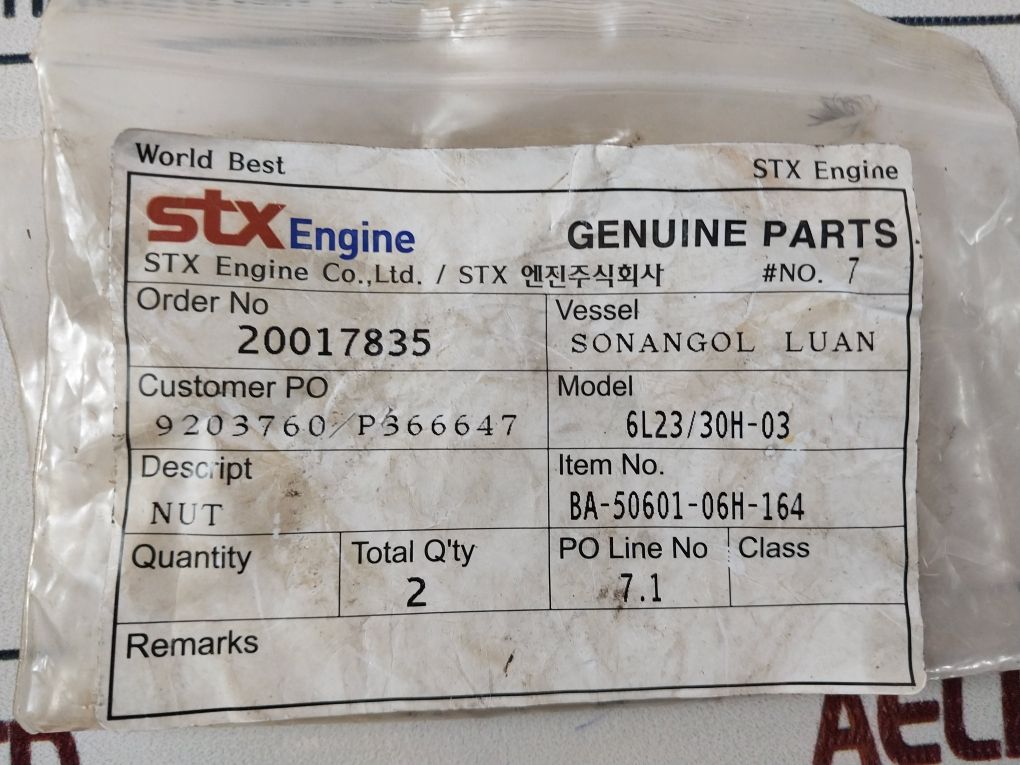 World Best STX Engine
stx Engine GENUINE PARTS
STX Engine Co.,Ltd. / STX 엔진주식회사 #NO. 7
Order No Vessel
20017835 SONANGOL LUAN
Customer PO Model
9203760/P366647 6L23/30H-03
Descript Item No.
NUT BA-50601-06H-164
Quantity Total Q'ty PO Line No Class
2 7.1
Remarks